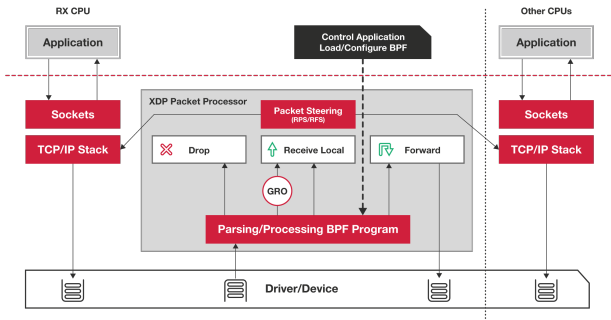 RX CPU
Other CPUs
Application
Control Application
Load/Configure BPF
Application
XDP Packet Processor
Sockets
Packet Steering
(RPS/RFS)
Sockets
TCP/IP Stack
Drop
Receive Local
Forward
TCP/IP Stack
GRO
Parsing/Processing BPF Program
Driver/Device